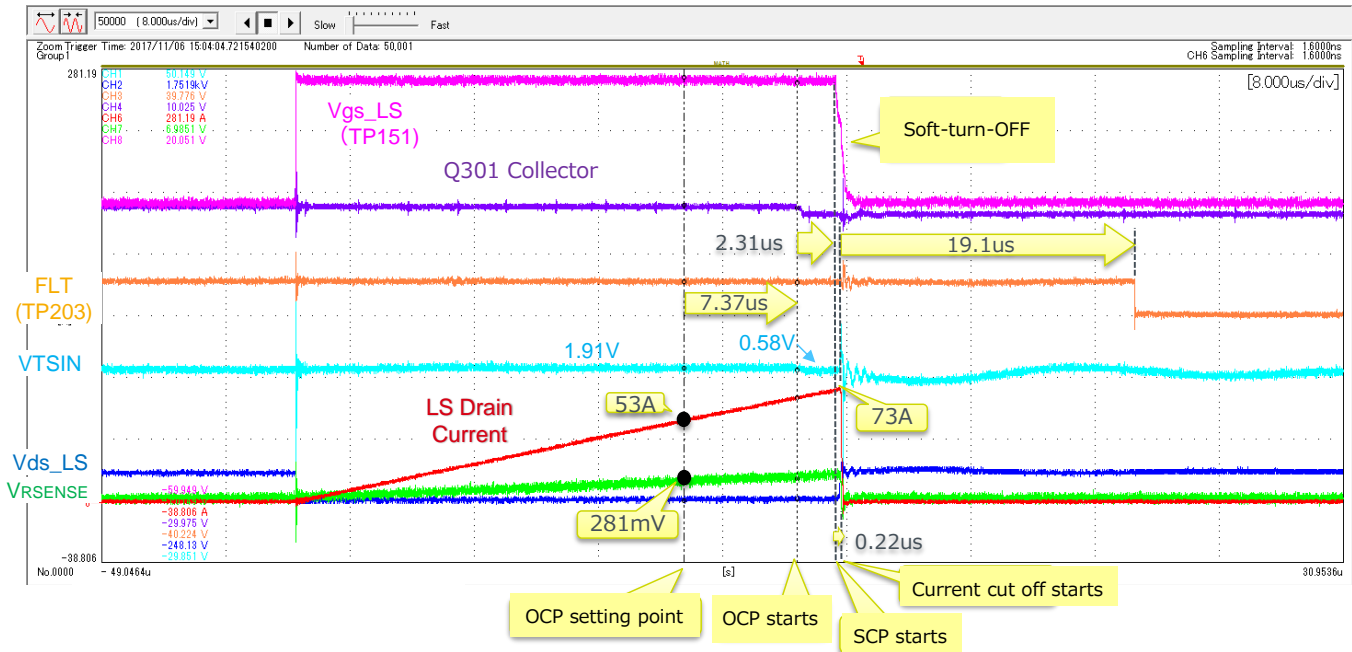 50000 ( 8.000us/div)
Slow
Fast
Zoom Trigger Time: 2017/11/06 15:04:04.721540200 Number of Data: 50,001
Sampling Interval: 1.6000ns
Group1
CH6 Sampling Interval: 1.6000ns
MATH
281.19
[8.000us/div]
CH1 50.149 V
CH2 1.7519kV
CH3 39.776 V
CH4 10.025 V
CH6 281.19 A
CH7 6.9851 V
CH8 20.051 V
Vgs_LS
(TP151)
Soft-turn-OFF
Q301 Collector
2.31us
19.1us
FLT
(TP203)
7.37us
VTSIN
1.91V
0.58V
LS Drain
Current
53A
73A
Vds_LS
VRSENSE
281mV
-59.949 V
-38.806 A
-29.975 V
-40.224 V
-248.13 V
-29.851 V
0.22us
-38.806
No.0000
- 49.0464u
[s]
30.9536u
OCP setting point
OCP starts
SCP starts
Current cut off starts